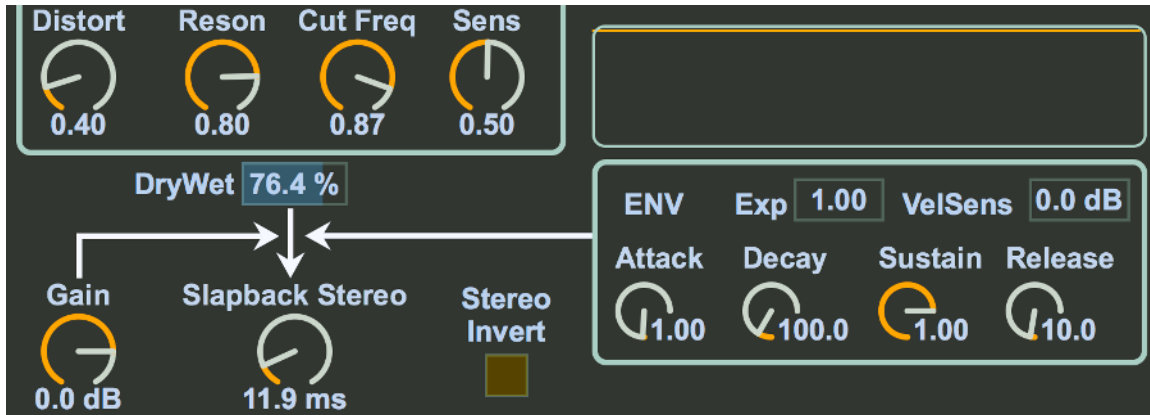 Distort Reson Cut Freq Sens
0.40 0.80 0.87 0.50
DryWet 76.4 %
ENV Exp 1.00 VelSens 0.0 dB
Attack Decay Sustain Release
1.00 100.0 1.00 10.0
Gain Slapback Stereo Stereo
Invert
0.0 dB 11.9 ms